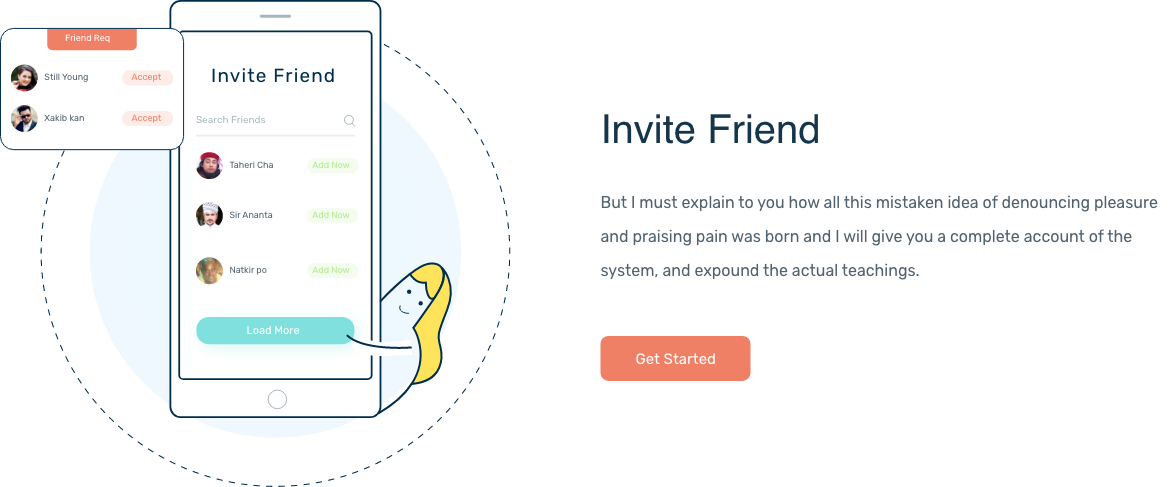 Friend Req
Still Young
Accept
Xakib kan
Accept
Invite Friend
Search Friends
Taheri Cha
Add Now
Sir Ananta
Add Now
Natkir po
Add Now
Load More
Invite Friend
But I must explain to you how all this mistaken idea of denouncing pleasure
and praising pain was born and I will give you a complete account of the
system, and expound the actual teachings.
Get Started